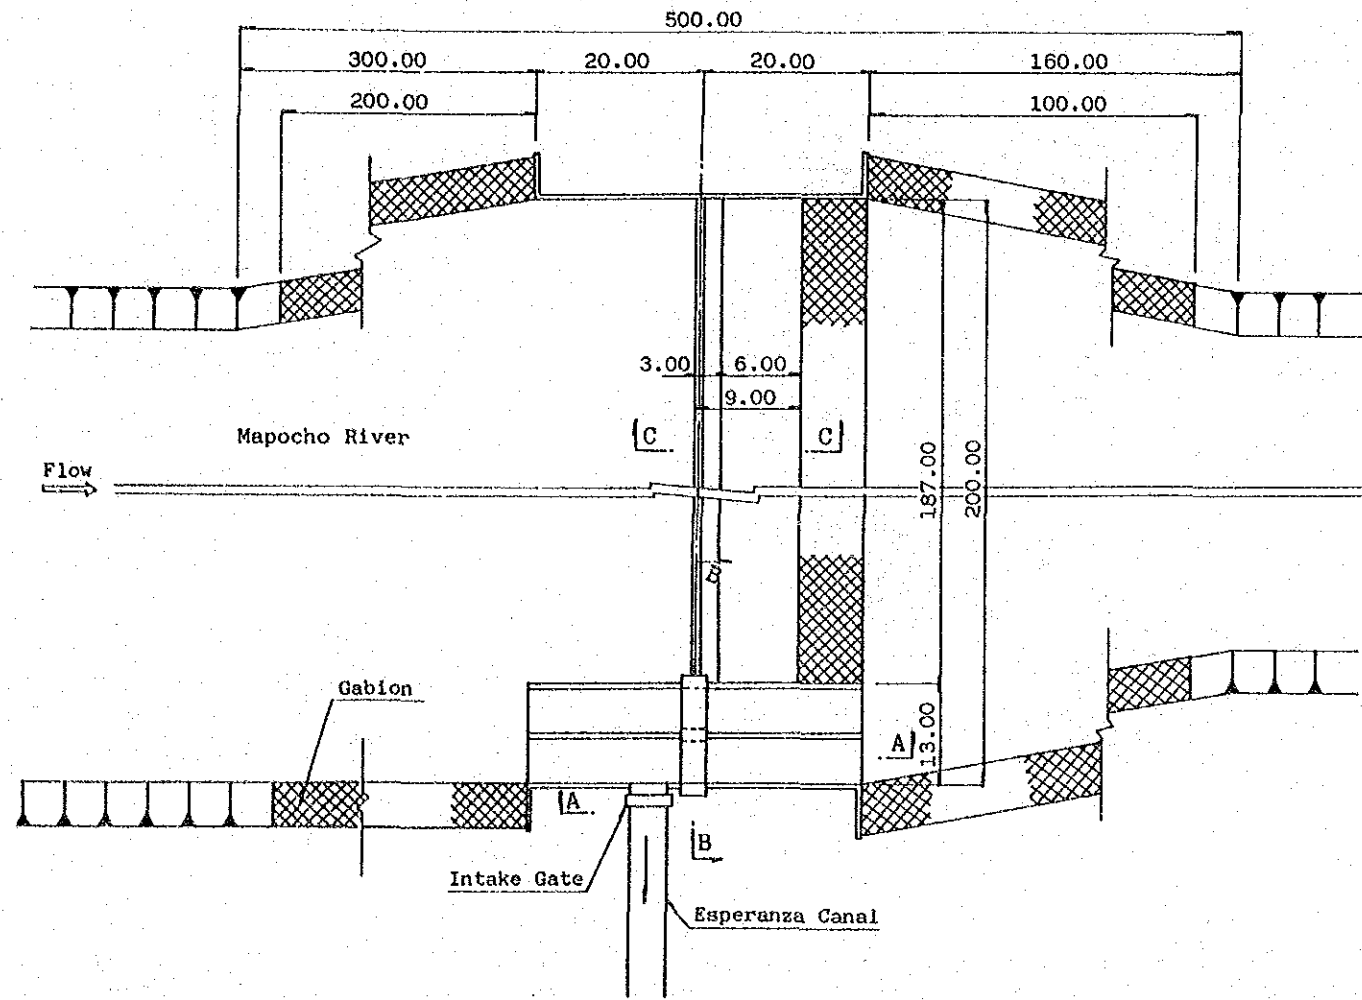 500.00
300.00 20.00 20.00 160.00
200.00 100.00
3.00 6.00
9.00
C C
Mapocho River
187.00
200.00
Flow
B
Gabion
13.00
A
A
B
Intake Gate
Esperanza Canal